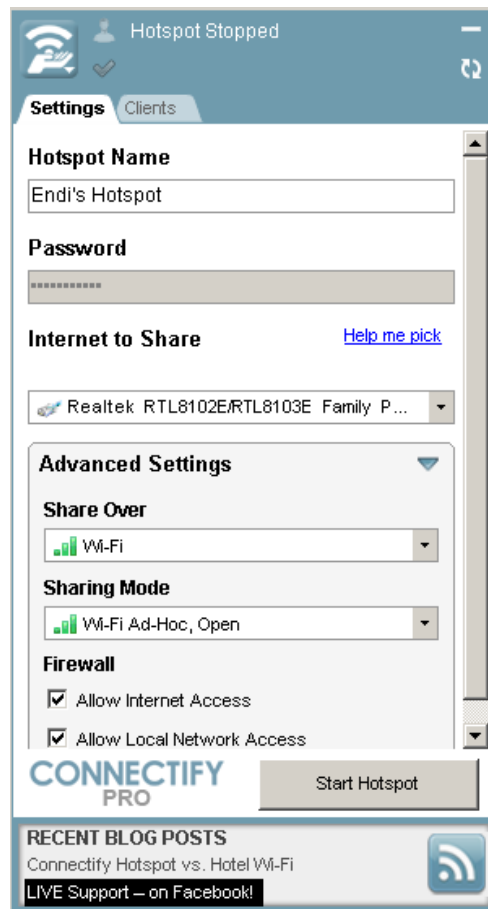 Hotspot Stopped
Settings Clients
Hotspot Name
Endi's Hotspot
Password
***********
Internet to Share Help me pick
Realtek RTL8102E/RTL8103E Family P...
Advanced Settings
Share Over
Wi-Fi
Sharing Mode
Wi-Fi Ad-Hoc, Open
Firewall
Allow Internet Access
Allow Local Network Access
CONNECTIFY
PRO
Start Hotspot
RECENT BLOG POSTS
Connectify Hotspot vs. Hotel Wi-Fi
LIVE Support -- on Facebook!